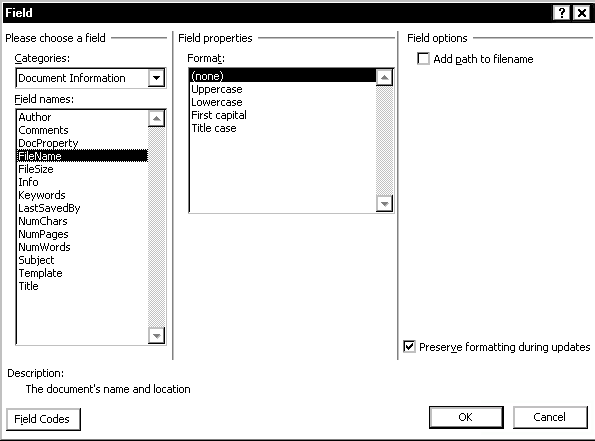 Field
Please choose a field
Categories:
Document Information
Field names:
Author
Comments
DocProperty
FileName
FileSize
Info
Keywords
LastSavedBy
NumChars
NumPages
NumWords
Subject
Template
Title
Field properties
Format:
(none)
Uppercase
Lowercase
First capital
Title case
Field options
Add path to filename
Preserve formatting during updates
Description:
The document's name and location
Field Codes
OK
Cancel